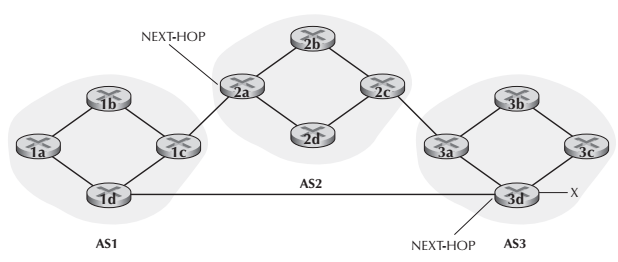 NEXT-HOP
2b
2a
2c
2d
1b
1a
1c
1d
3b
3a
3c
3d
X
AS2
AS1
NEXT-HOP
AS3